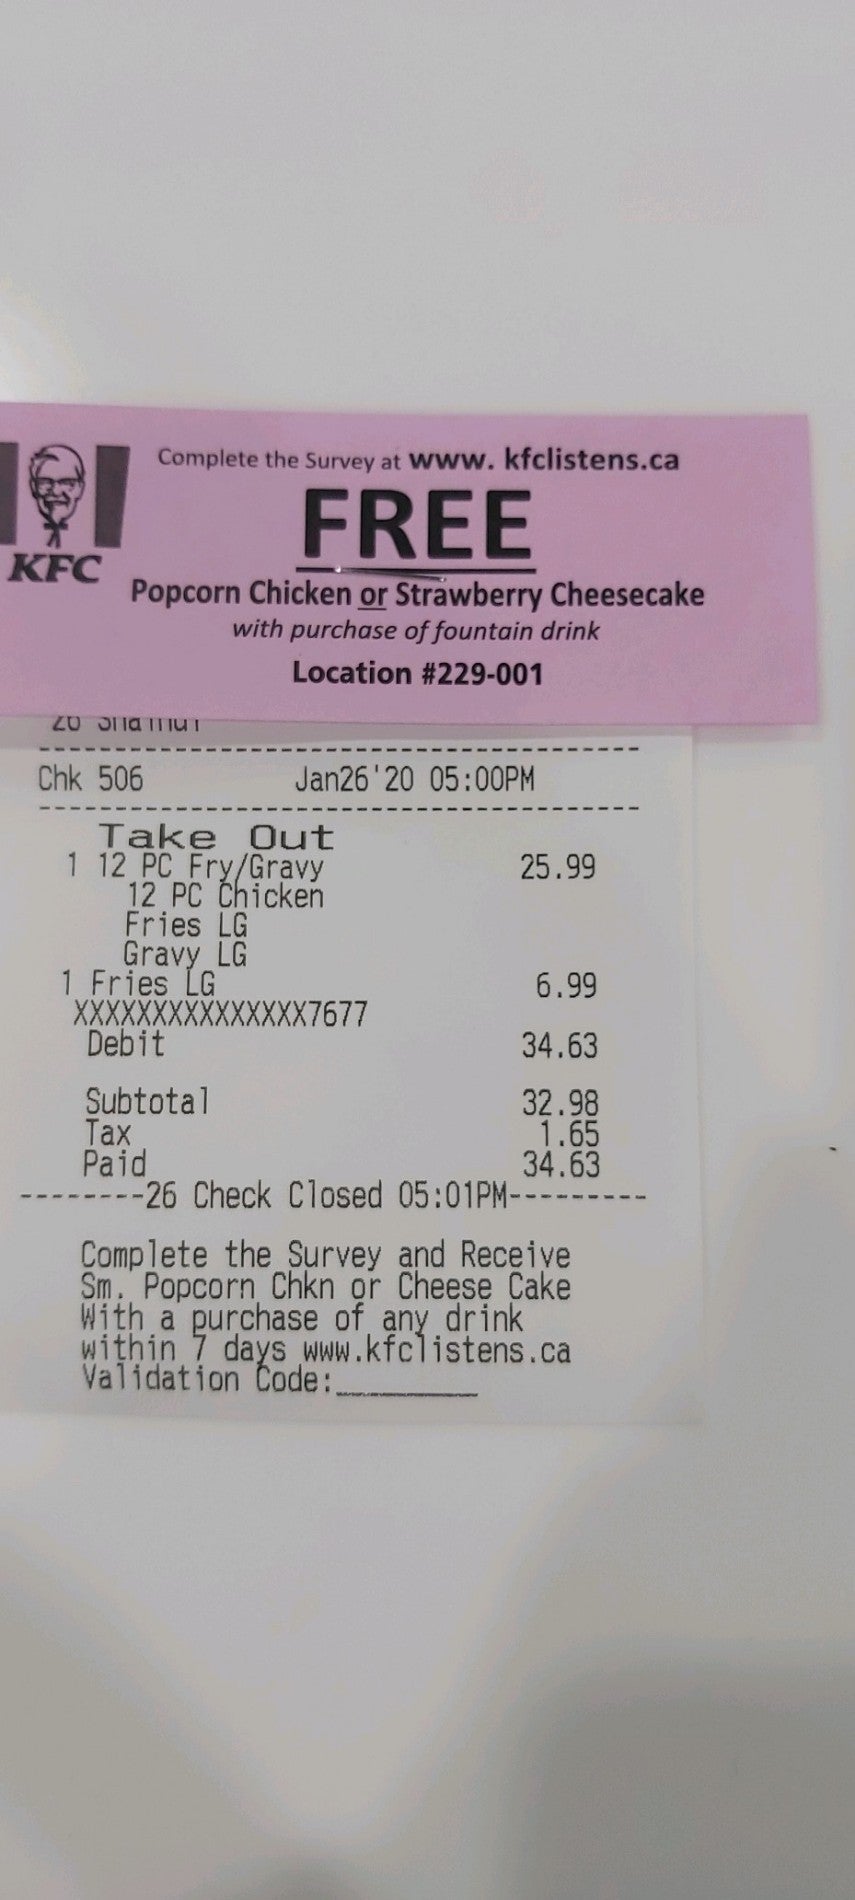 Complete the Survey at www. kfclistens.ca
FREE
KFC
Popcorn Chicken or Strawberry Cheesecake
with purchase of fountain drink
Location #229-001
Chk 506 Jan26'20 05:00PM
Take Out
1 12 PC Fry/Gravy 25.99
12 PC Chicken
Fries LG
Gravy LG
1 Fries LG 6.99
XXXXXXXXXXXXXXX7677
Debit 34.63
Subtotal 32.98
Tax 1.65
Paid 34.63
--------26 Check Closed 05:01PM---------
Complete the Survey and Receive
Sm. Popcorn Chkn or Cheese Cake
With a purchase of any drink
within 7 days www.kfclistens.ca
Validation Code:_________